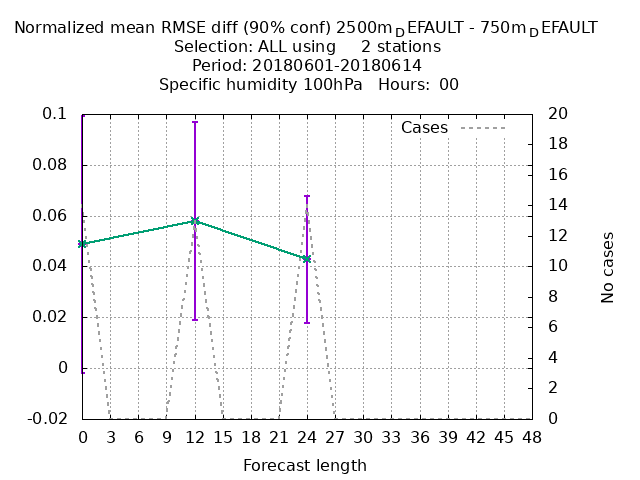 Normalized mean RMSE diff (90% conf) 2500m_DEFAULT - 750m_DEFAULT
Selection: ALL using     2 stations
Period: 20180601-20180614
Specific humidity 100hPa   Hours:  00
Cases
0.1
0.08
0.06
0.04
0.02
0
-0.02
20
18
16
14
12
10
8
6
4
2
0
No cases
0 3 6 9 12 15 18 21 24 27 30 33 36 39 42 45 48
Forecast length